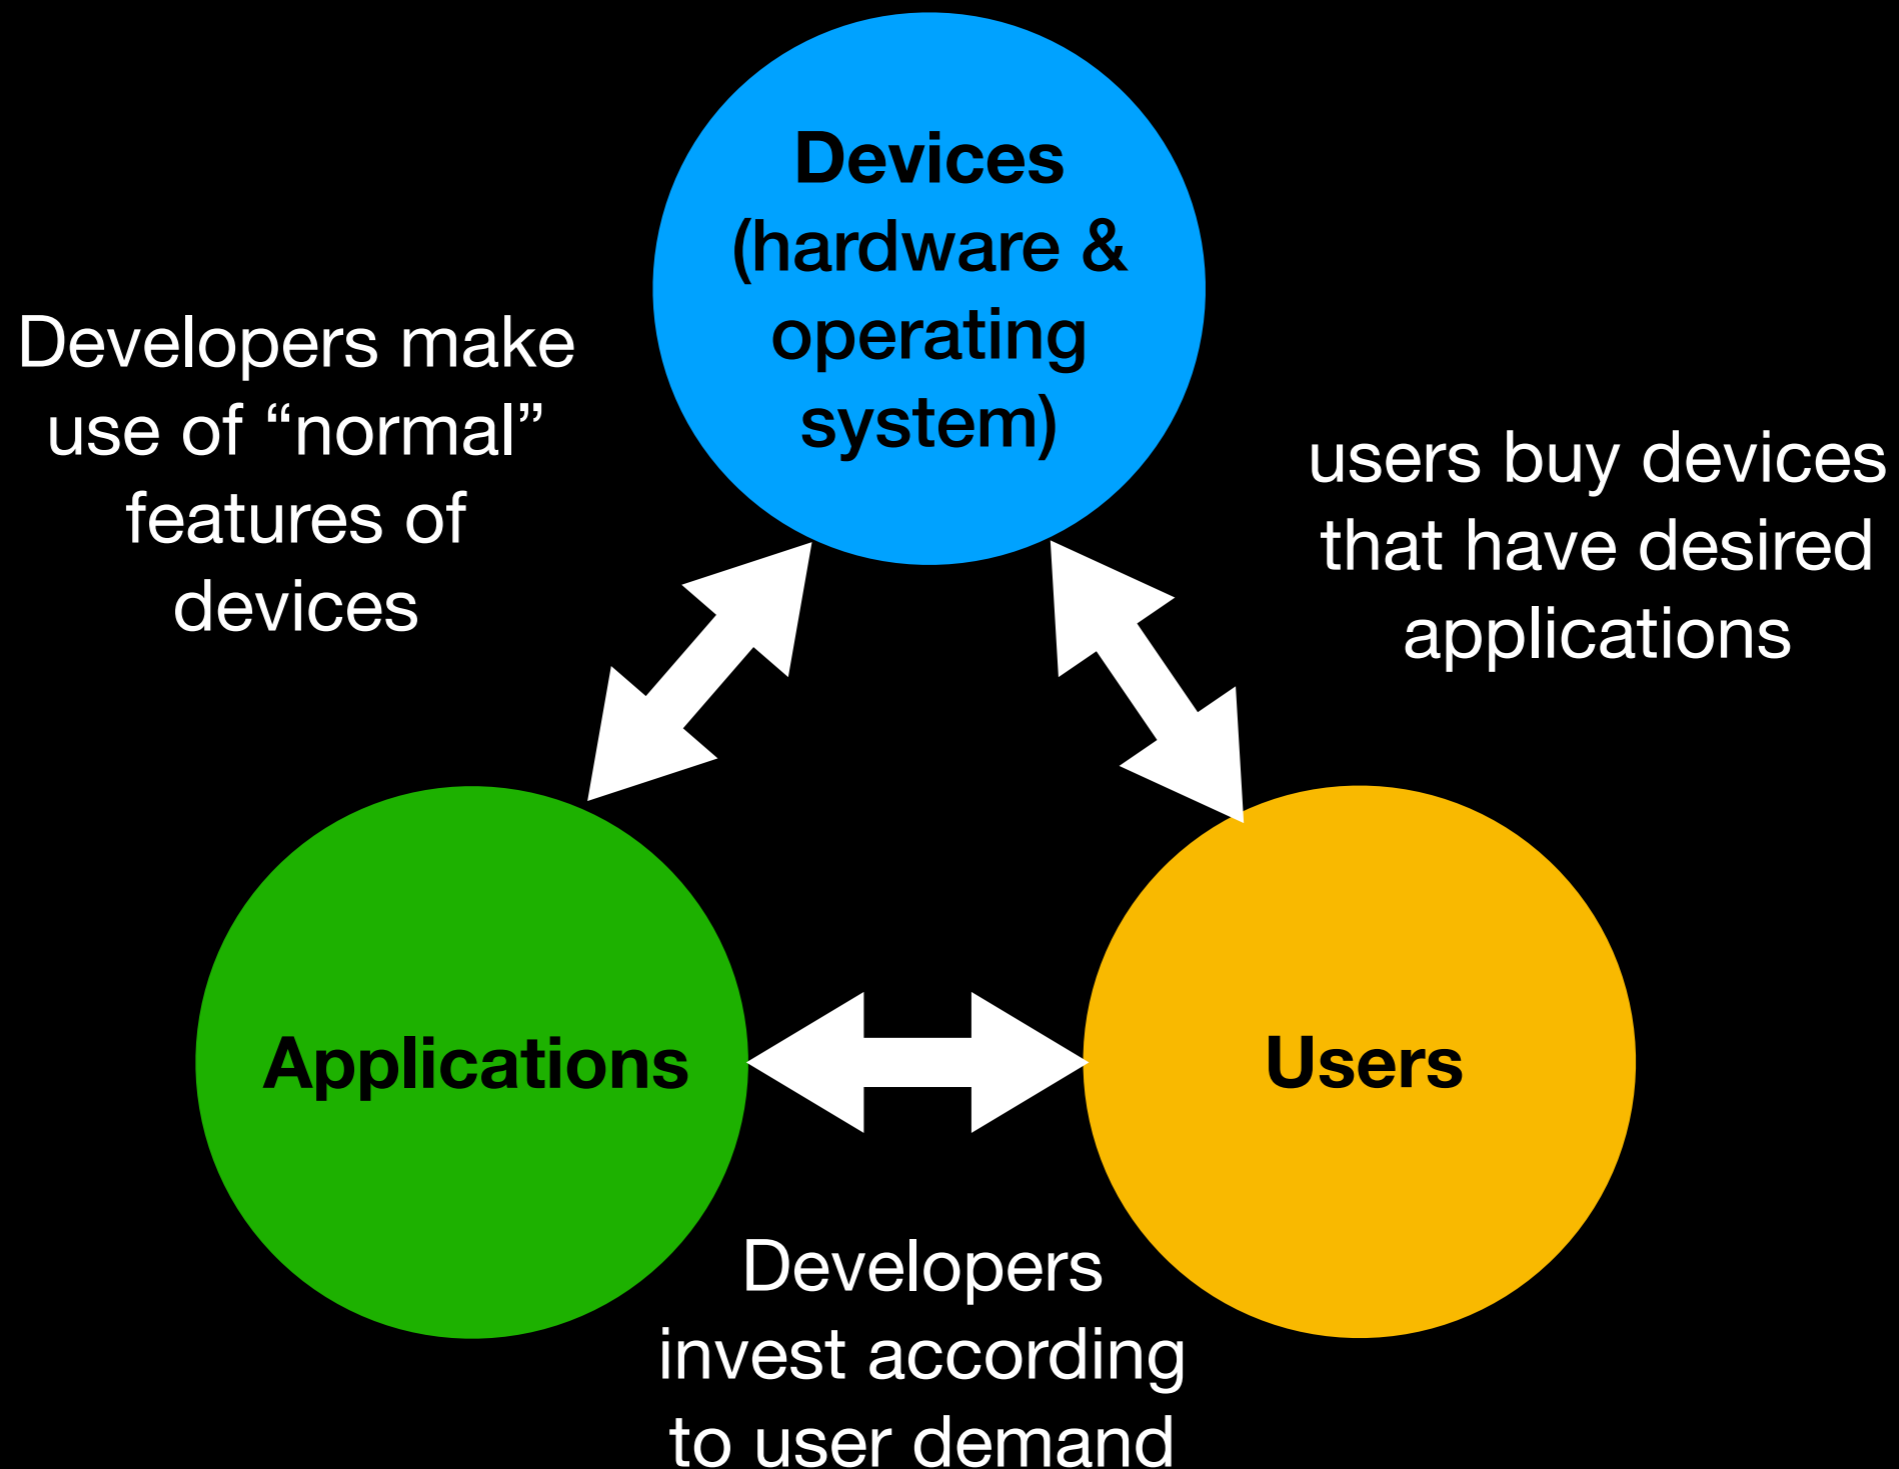 Devices
(hardware &
operating
system)
Developers make
use of “normal”
features of
devices
users buy devices
that have desired
applications
Applications
Users
Developers
invest according
to user demand